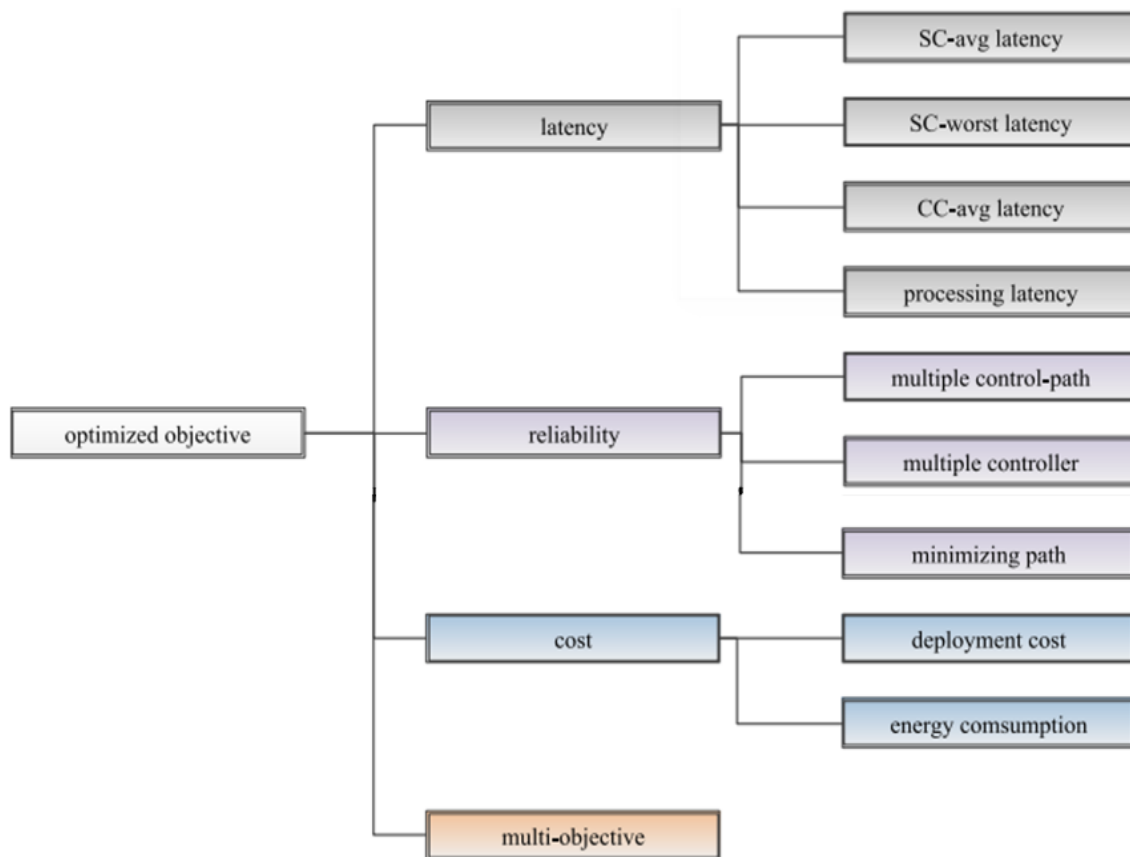 SC-avg latency
latency
SC-worst latency
CC-avg latency
processing latency
multiple control-path
optimized objective
reliability
multiple controller
minimizing path
cost
deployment cost
energy comsumption
multi-objective